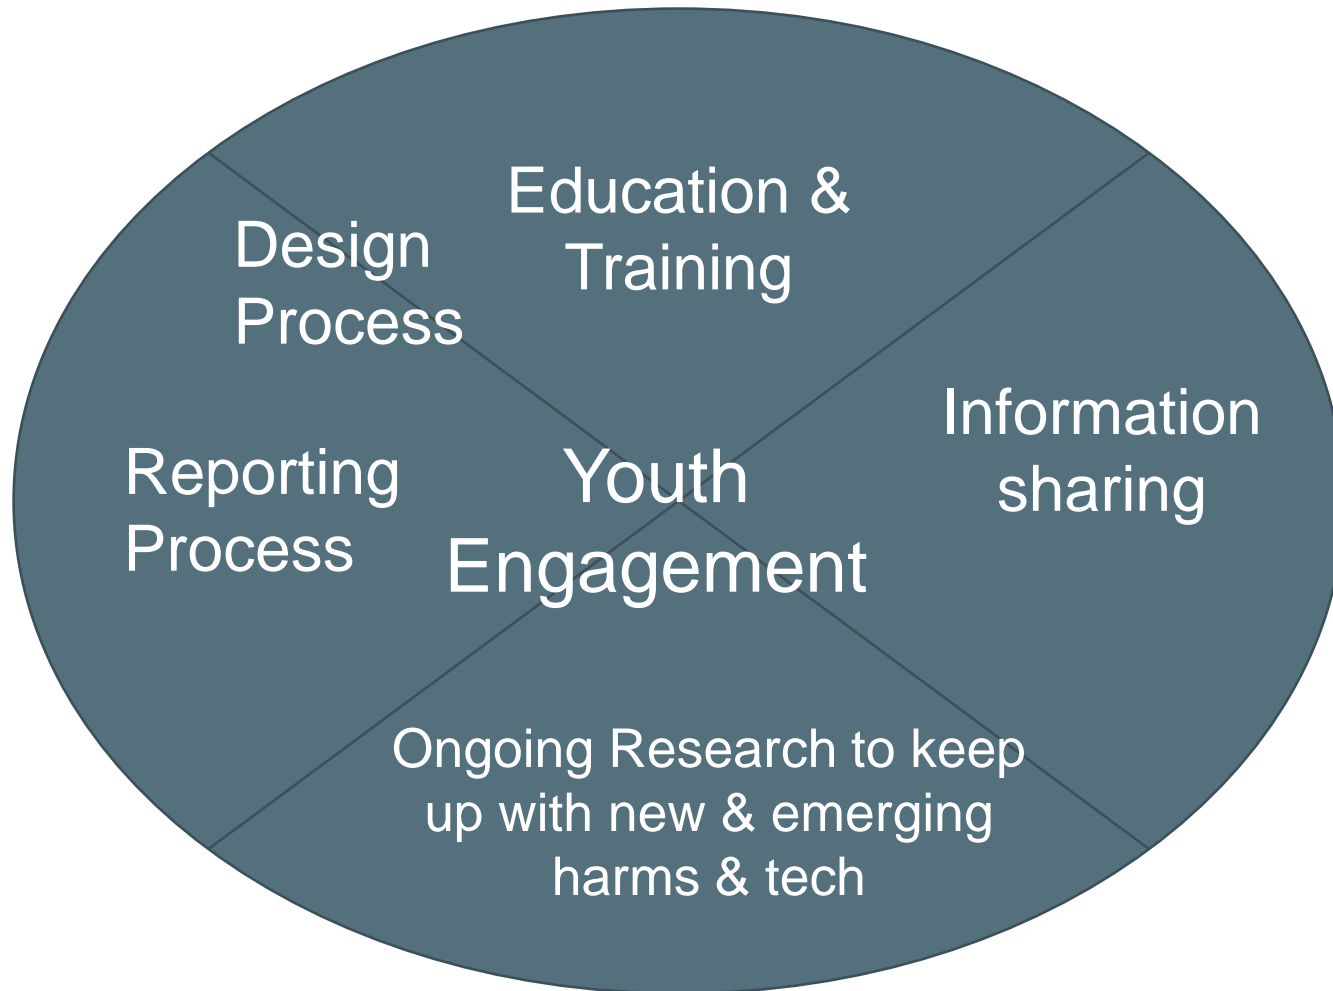 Education &
Training
Design
Process
Information
sharing
Reporting
Process
Youth
Engagement
Ongoing Research to keep
up with new & emerging
harms & tech